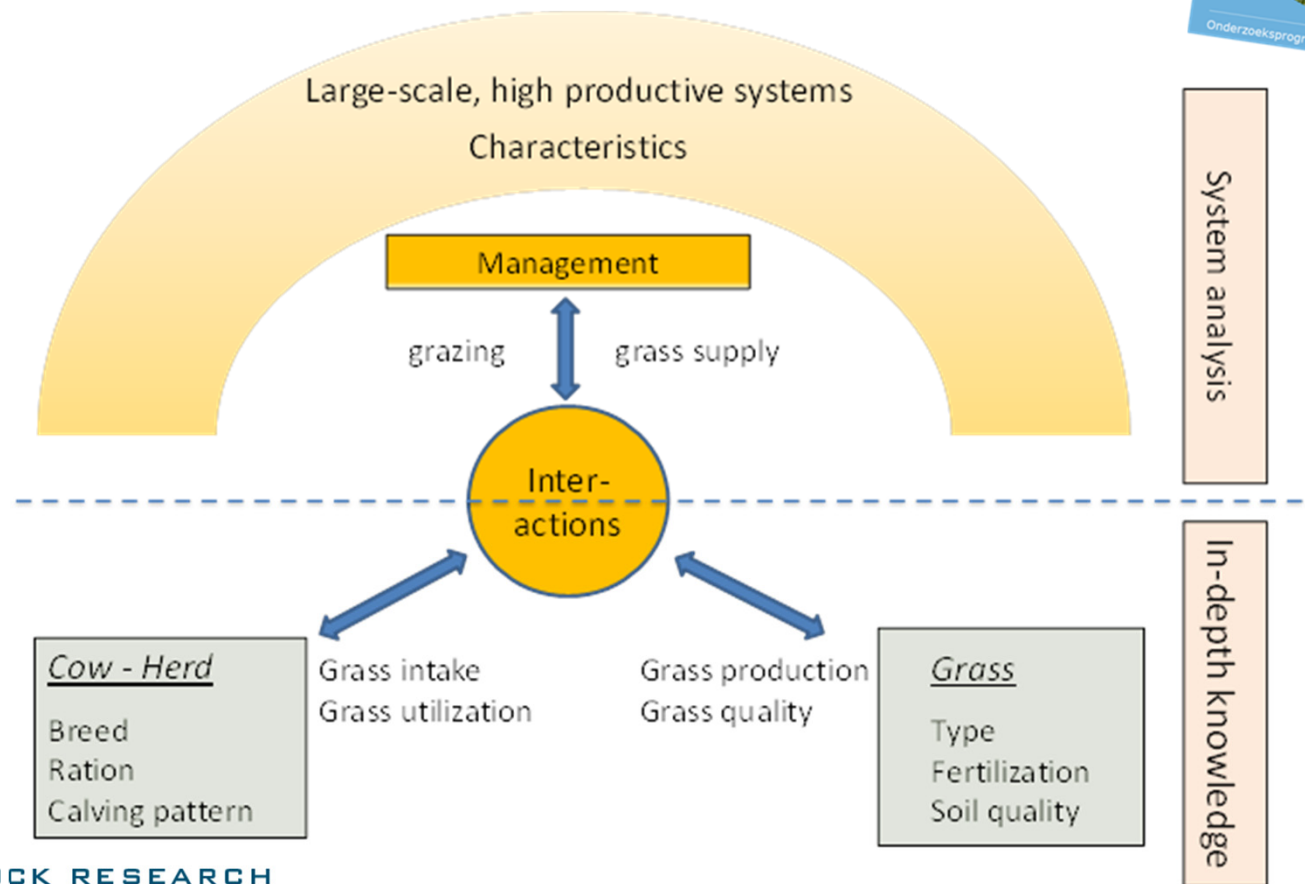 Large-scale, high productive systems
Characteristics
Management
grazing
grass supply
Inter-
actions
Cow - Herd
Breed
Ration
Calving pattern
Grass intake
Grass utilization
Grass production
Grass quality
Grass
Type
Fertilization
Soil quality
System analysis
In-depth knowledge
RESEARCH